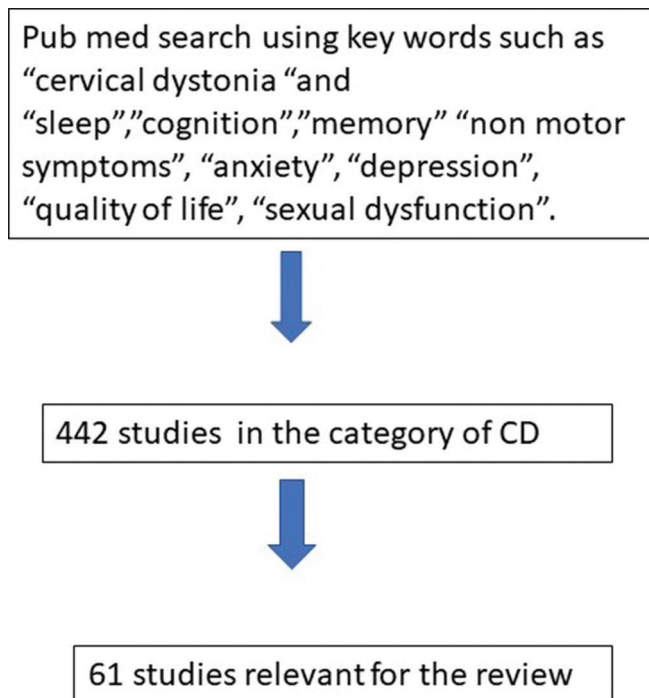 Pub med search using key words such as
“cervical dystonia “and
“sleep”,”cognition”,”memory” “non motor
symptoms”, “anxiety”, “depression”,
“quality of life”, “sexual dysfunction”.
442 studies in the category of CD
61 studies relevant for the review